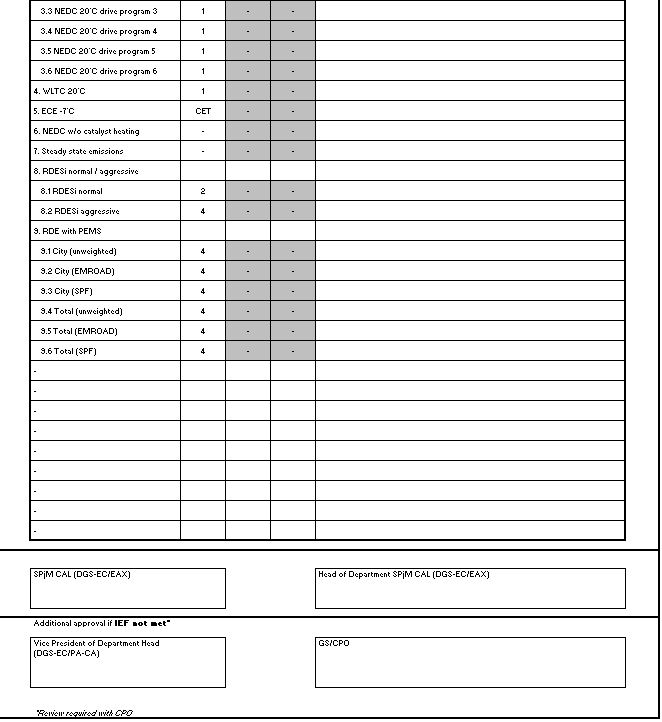 3.3 NEDC 20°C drive program 3 1 - -
3.4 NEDC 20°C drive program 4 1 - -
3.5 NEDC 20°C drive program 5 1 - -
3.6 NEDC 20°C drive program 6 1 - -
4. WLTC 20°C 1 - -
5. ECE -7°C CET - -
6. NEDC w/o catalyst heating - - -
7. Steady state emissions - - -
8. RDESi normal / aggressive
8.1 RDESi normal 2 - -
8.2 RDESi aggressive 4 - -
9. RDE with PEMS
9.1 City (unweighted) 4 - -
9.2 City (EMROAD) 4 - -
9.3 City (SPF) 4 - -
9.4 Total (unweighted) 4 - -
9.5 Total (EMROAD) 4 - -
9.6 Total (SPF) 4 - -
-
-
-
-
-
-
-
-
-
SPjM CAL (DGS-EC/EAX) Head of Department SPjM CAL (DGS-EC/EAX)
Additional approval if IEF not met*
Vice President of Department Head GS/CPO
(DGS-EC/PA-CA)
*Review required with CPO